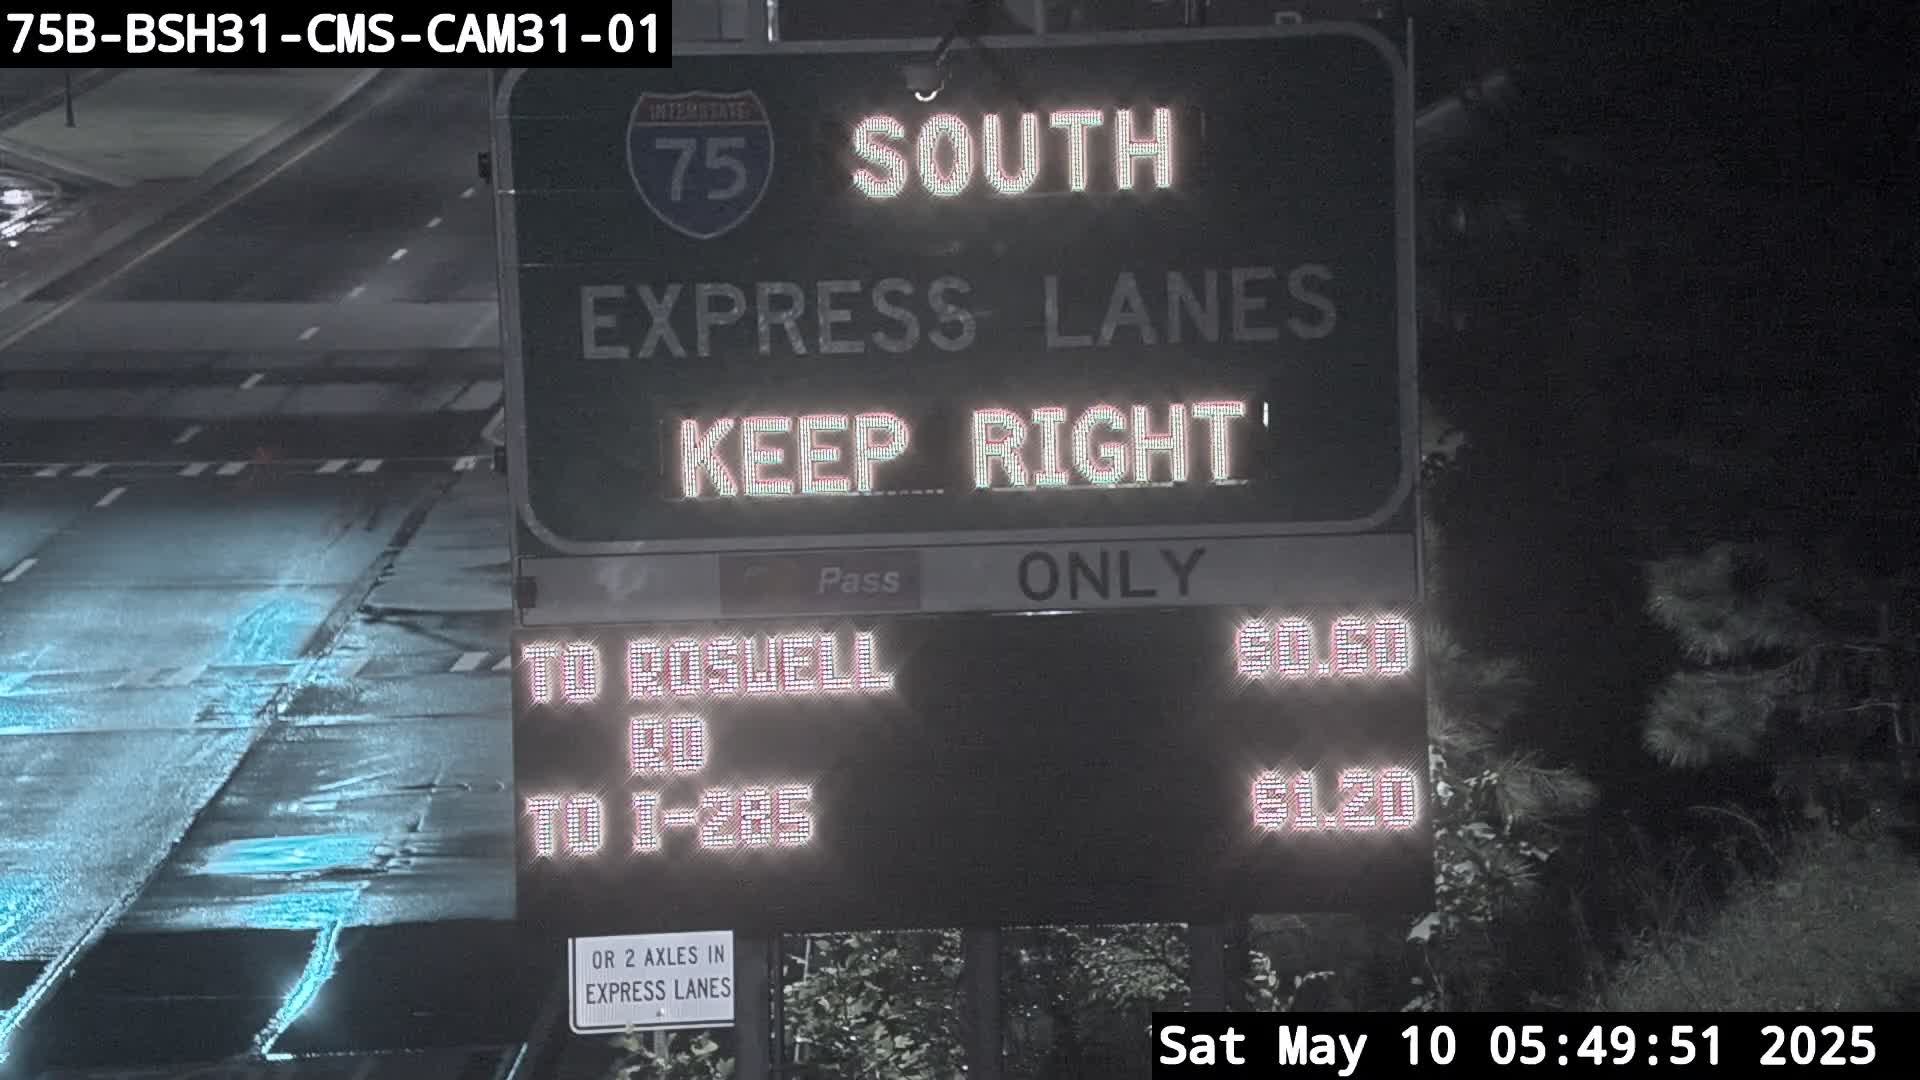 75B-BSH31-CMS-CAM31-01
INTERSTATE
75
SOUTH
EXPRESS LANES
KEEP RIGHT
Pass ONLY
TO ROSWELL $0.60
RD
TO I-285 $1.20
OR 2 AXLES IN
EXPRESS LANES
Sat May 10 05:49:51 2025